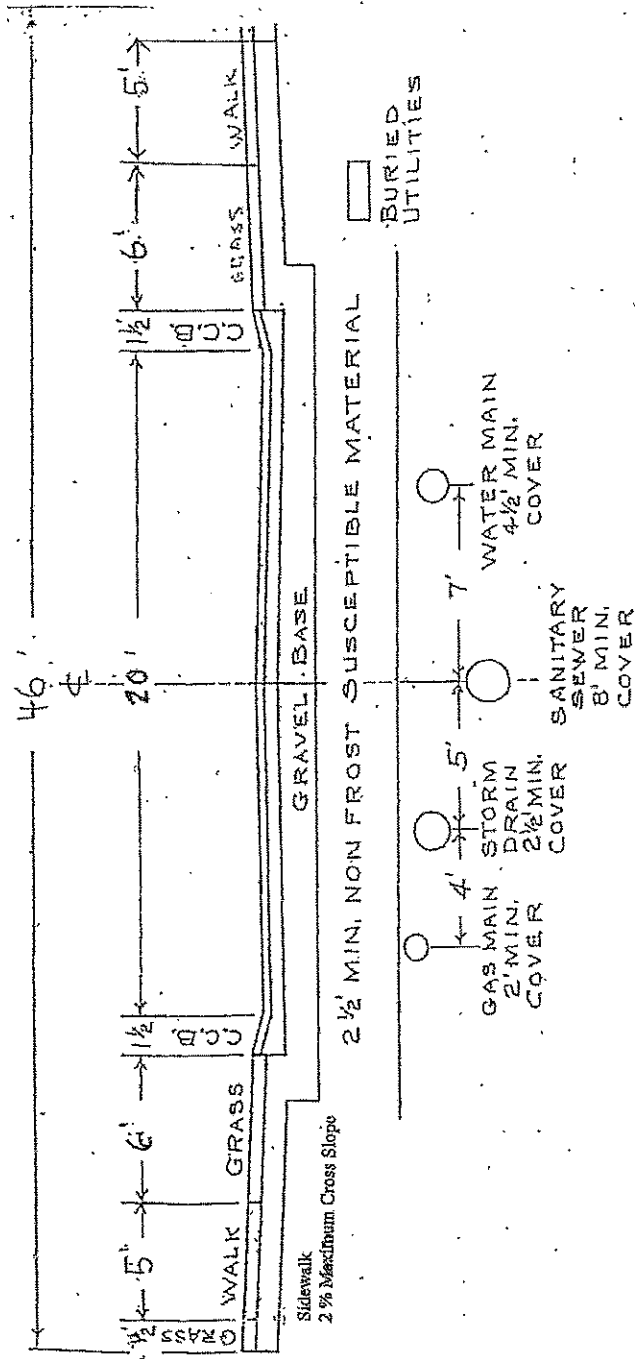 46'
℄
20'
½'
5'
6'
1½'
1½'
6'
5'
GRASS
WALK
GRASS
C.C.B.
C.C.B.
GRASS
WALK
Sidewalk
2 % Maximum Cross Slope
GRAVEL BASE
2½' MIN. NON FROST SUSCEPTIBLE MATERIAL
BURIED
UTILITIES
4'
5'
7'
GAS MAIN
2' MIN.
COVER
STORM
DRAIN
2½' MIN.
COVER
SANITARY
SEWER
8' MIN.
COVER
WATER MAIN
4½' MIN.
COVER